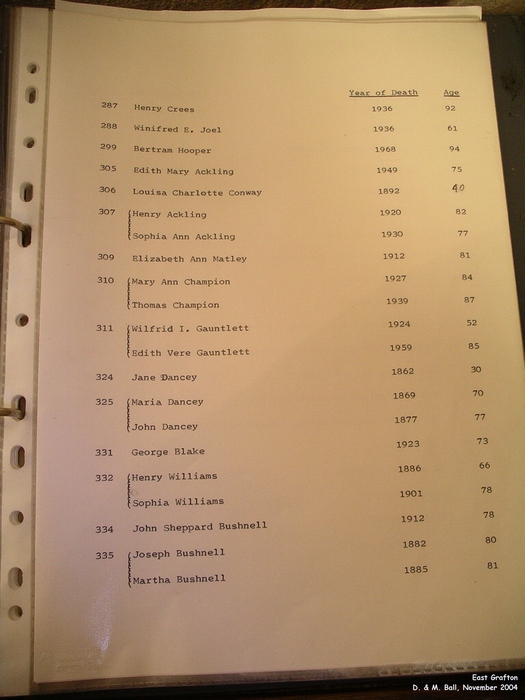 Year of Death Age
287 Henry Crees 1936 92
288 Winifred E. Joel 1936 61
299 Bertram Hooper 1968 94
305 Edith Mary Ackling 1949 75
306 Louisa Charlotte Conway 1892 40
307 Henry Ackling 1920 82
Sophia Ann Ackling 1930 77
309 Elizabeth Ann Matley 1912 81
310 Mary Ann Champion 1927 84
Thomas Champion 1939 87
311 Wilfrid I. Gauntlett 1924 52
Edith Vere Gauntlett 1959 85
324 Jane Dancey 1862 30
325 Maria Dancey 1869 70
John Dancey 1877 77
331 George Blake 1923 73
332 Henry Williams 1886 66
Sophia Williams 1901 78
334 John Sheppard Bushnell 1912 78
335 Joseph Bushnell 1882 80
Martha Bushnell 1885 81
East Grafton
D. & M. Ball, November 2004